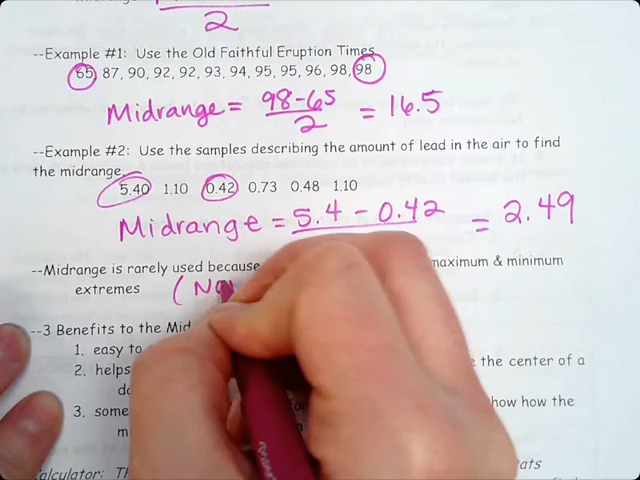 2
--Example #1: Use the Old Faithful Eruption Times
65, 87, 90, 92, 92, 93, 94, 95, 95, 96, 98, 98
Midrange = 98-65 / 2 = 16.5
--Example #2: Use the samples describing the amount of lead in the air to find
the midrange.
5.40 1.10 0.42 0.73 0.48 1.10
Midrange = 5.4 - 0.42 = 2.49
--Midrange is rarely used because maximum & minimum
extremes (No
--3 Benefits to the Mid
1. easy to
2. helps the center of a
3. some how the
Calculator: